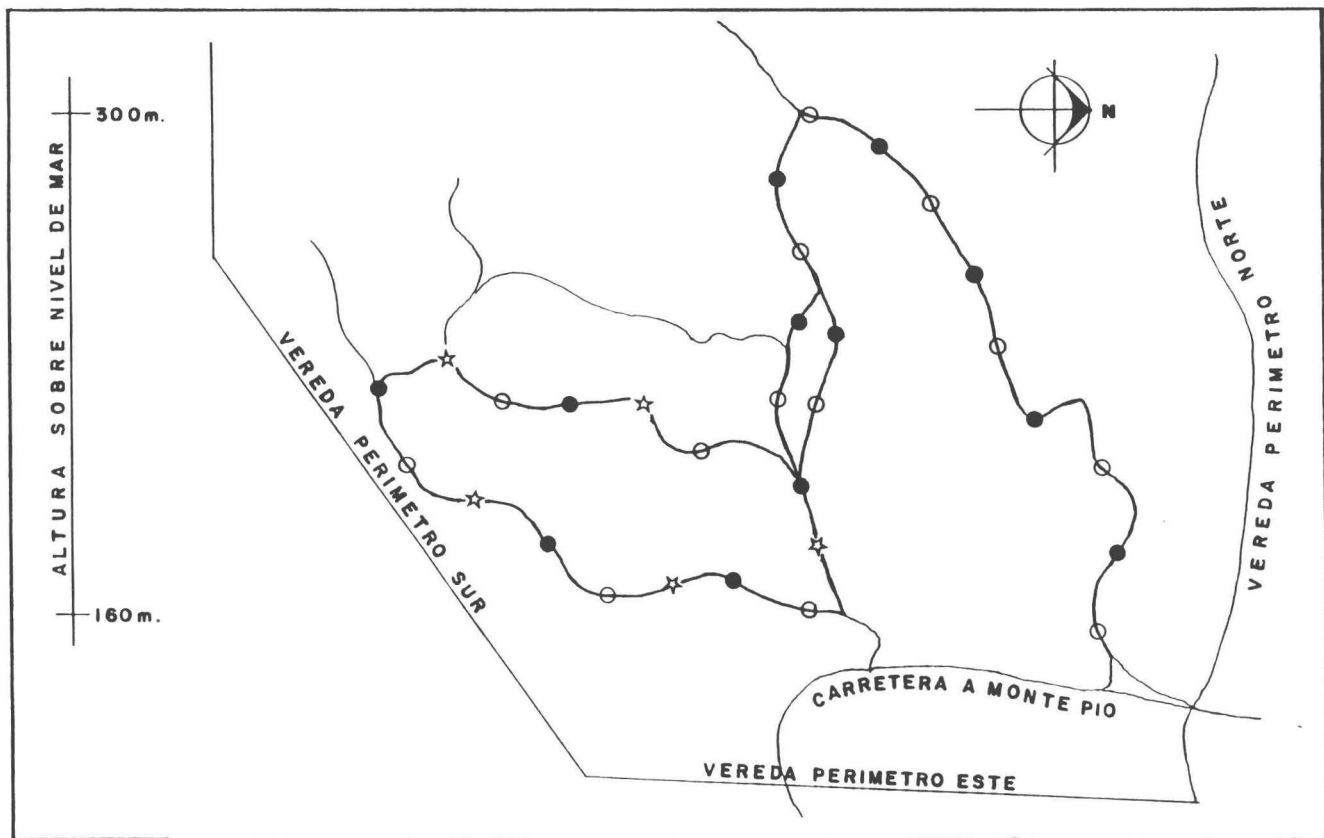 300m.
N
ALTURA SOBRE NIVEL DE MAR
VEREDA PERIMETRO NORTE
VEREDA PERIMETRO SUR
160m.
CARRETERA A MONTE PIO
VEREDA PERIMETRO ESTE